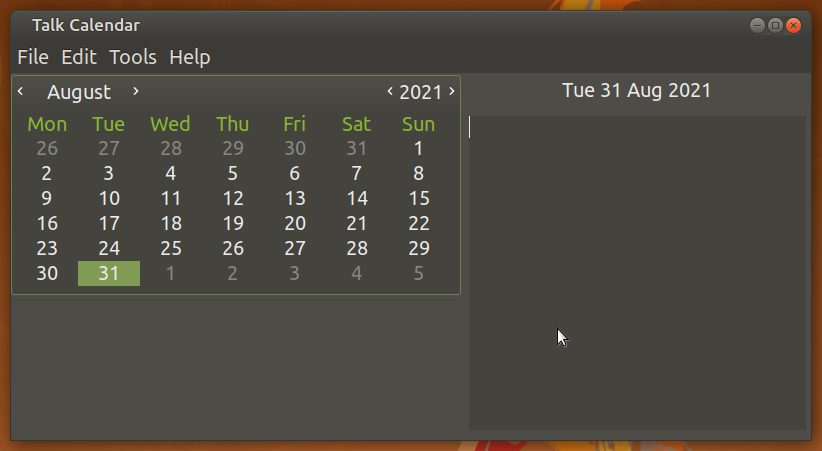 Talk Calendar
File Edit Tools Help
‹ August › ‹ 2021 ›
Tue 31 Aug 2021
Mon Tue Wed Thu Fri Sat Sun
26 27 28 29 30 31 1
2 3 4 5 6 7 8
9 10 11 12 13 14 15
16 17 18 19 20 21 22
23 24 25 26 27 28 29
30 31 1 2 3 4 5